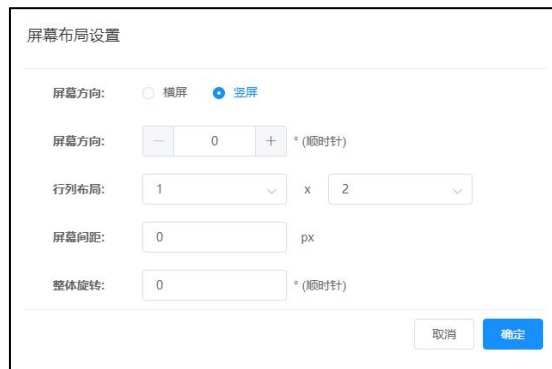 屏幕布局设置
屏幕方向: 横屏 竖屏
屏幕方向: － 0 + ° (顺时针)
行列布局: 1 x 2
屏幕间距: 0 px
整体旋转: 0 ° (顺时针)
取消 确定